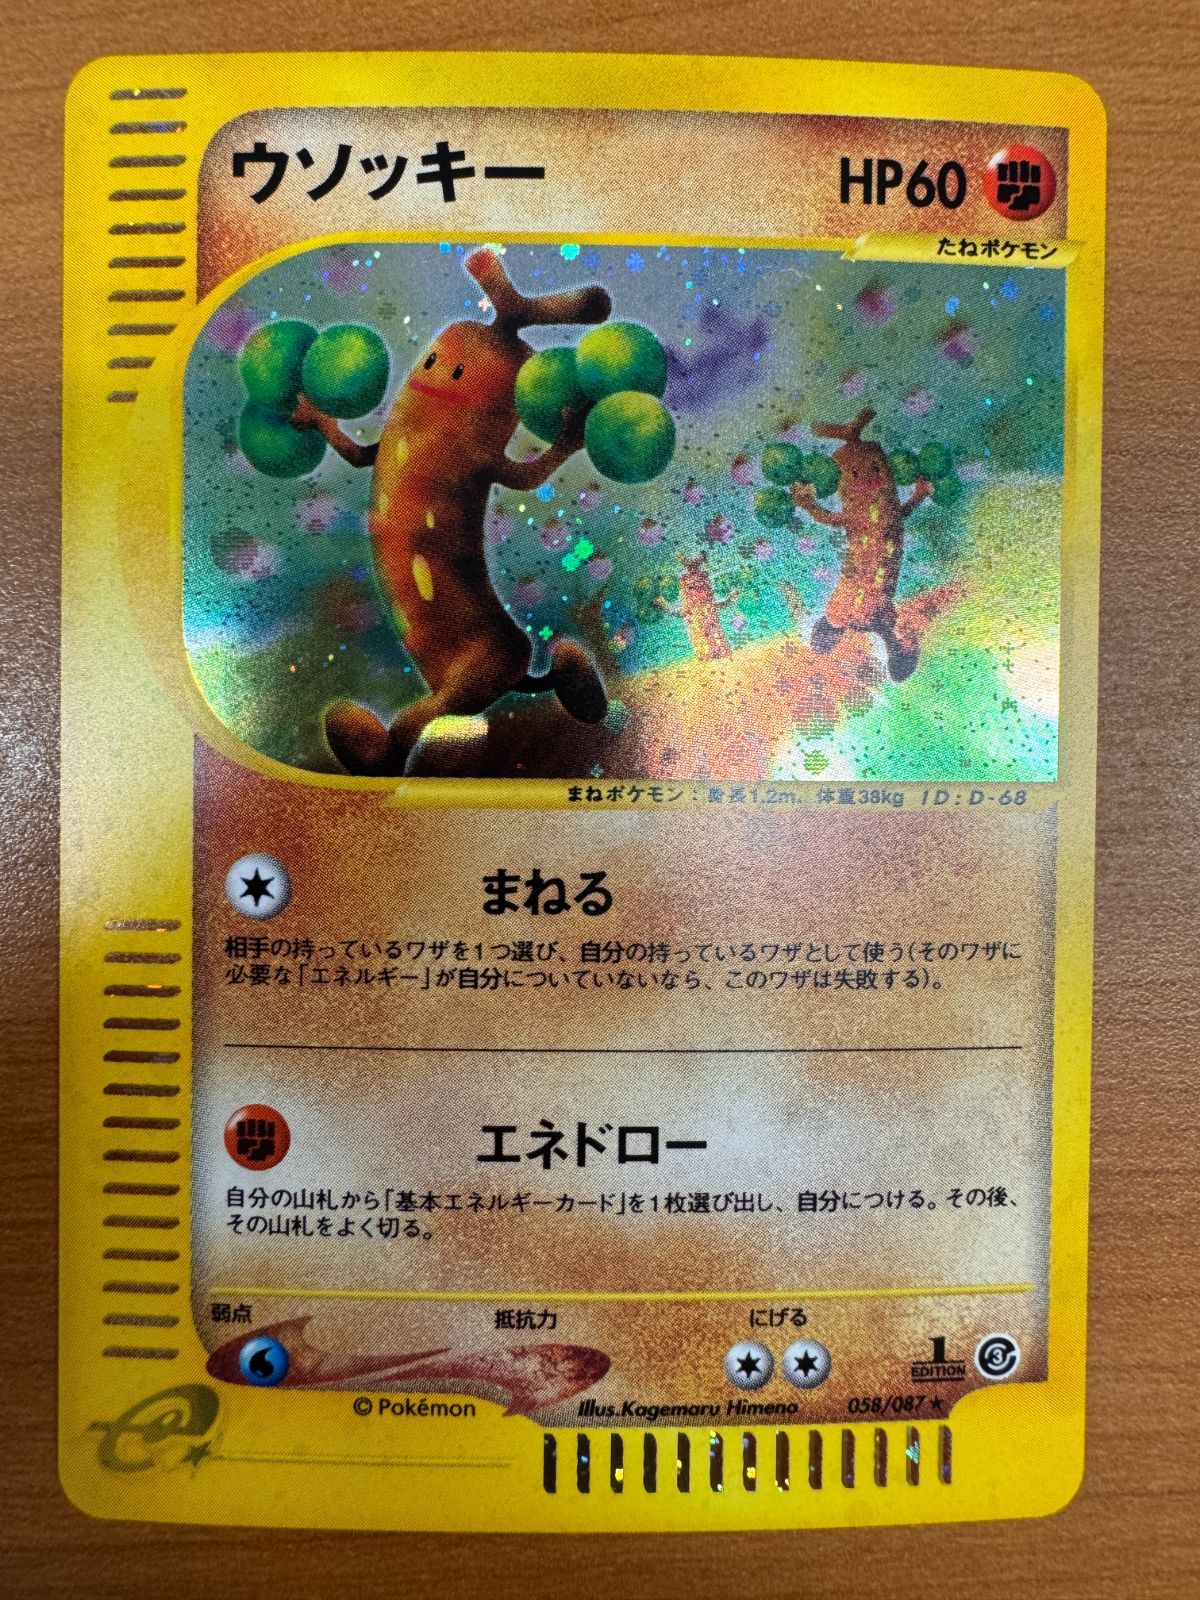 ウソッキー
HP60
たねポケモン
まねポケモン：身長1.2m、体重38kg ID：D-68
まねる
相手の持っているワザを1つ選び、自分の持っているワザとして使う(そのワザに
必要な「エネルギー」が自分についていないなら、このワザは失敗する)。
エネドロー
自分の山札から「基本エネルギーカード」を1枚選び出し、自分につける。その後、
その山札をよく切る。
弱点 抵抗力 にげる
1 EDITION
3
©Pokémon Illus.Kagemaru Himeno 058/087★
e